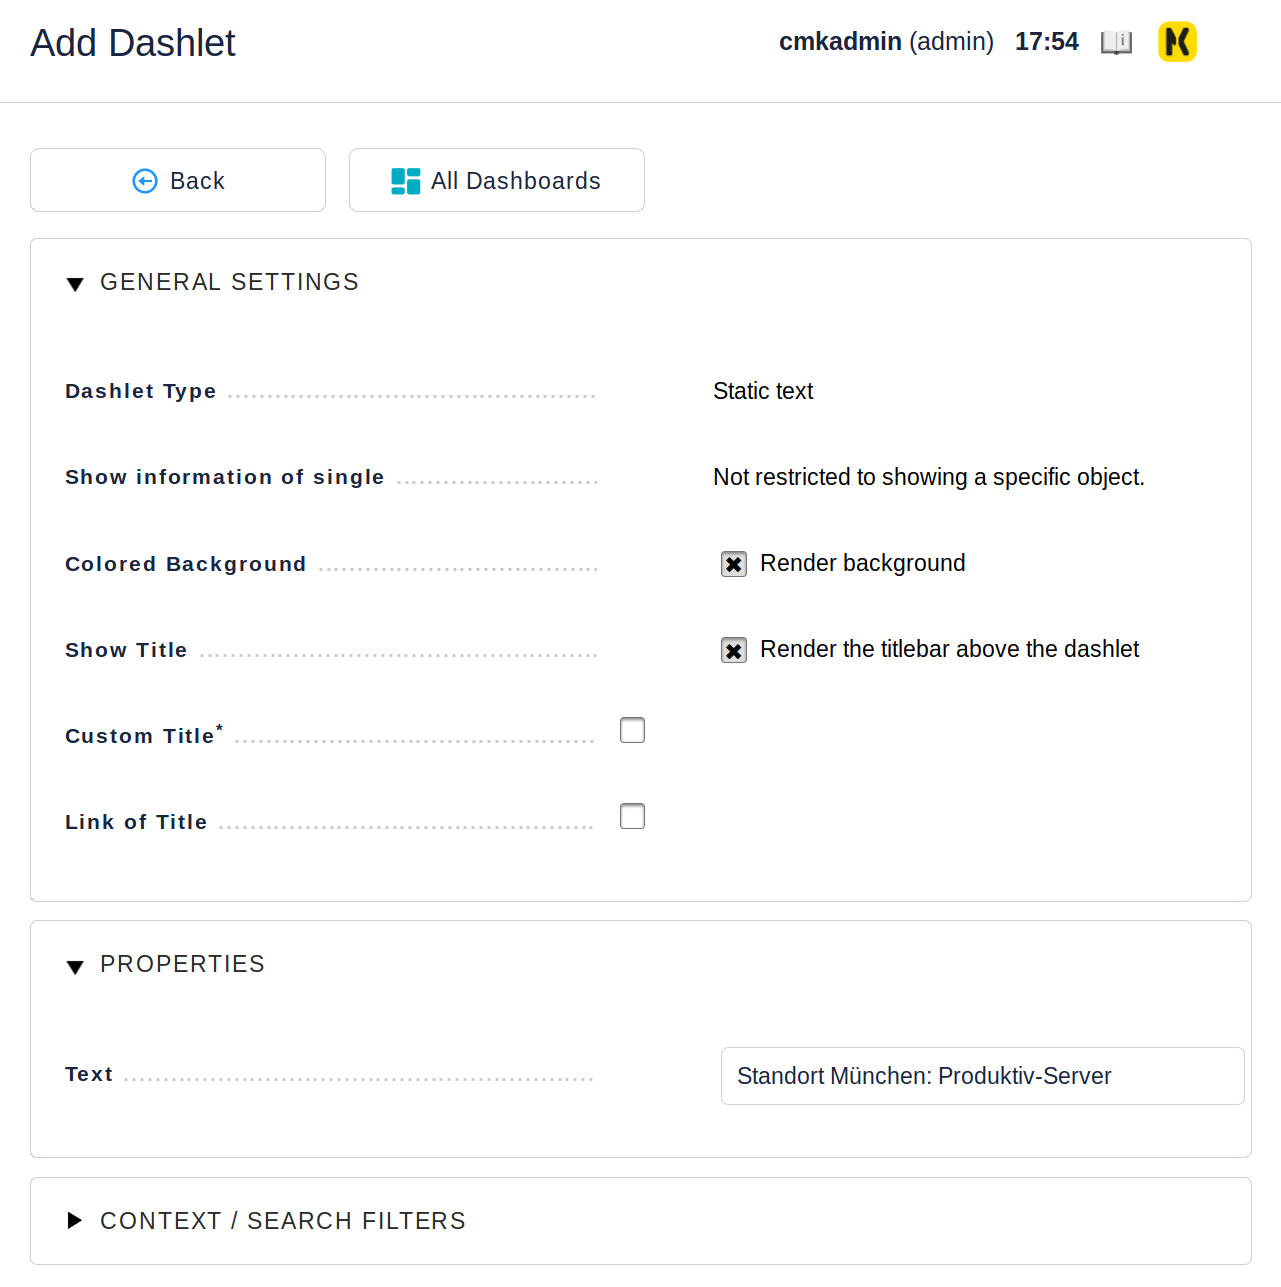 Add Dashlet
cmkadmin (admin) 17:54
Back
All Dashboards
GENERAL SETTINGS
Dashlet Type Static text
Show information of single Not restricted to showing a specific object.
Colored Background Render background
Show Title Render the titlebar above the dashlet
Custom Title*
Link of Title
PROPERTIES
Text Standort München: Produktiv-Server
CONTEXT / SEARCH FILTERS